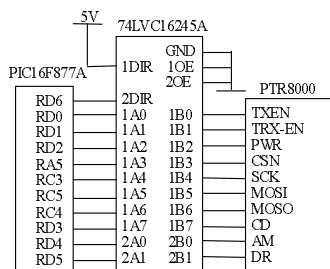 5V
74LVC16245A
GND
1DIR 1OE
PIC16F877A 2OE
PTR8000
RD6 2DIR
RD0 1A0 1B0 TXEN
RD1 1A1 1B1 TRX-EN
RD2 1A2 1B2 PWR
RA5 1A3 1B3 CSN
RC3 1A4 1B4 SCK
RC5 1A5 1B5 MOSI
RC4 1A6 1B6 MOSO
RD3 1A7 1B7 CD
RD4 2A0 2B0 AM
RD5 2A1 2B1 DR